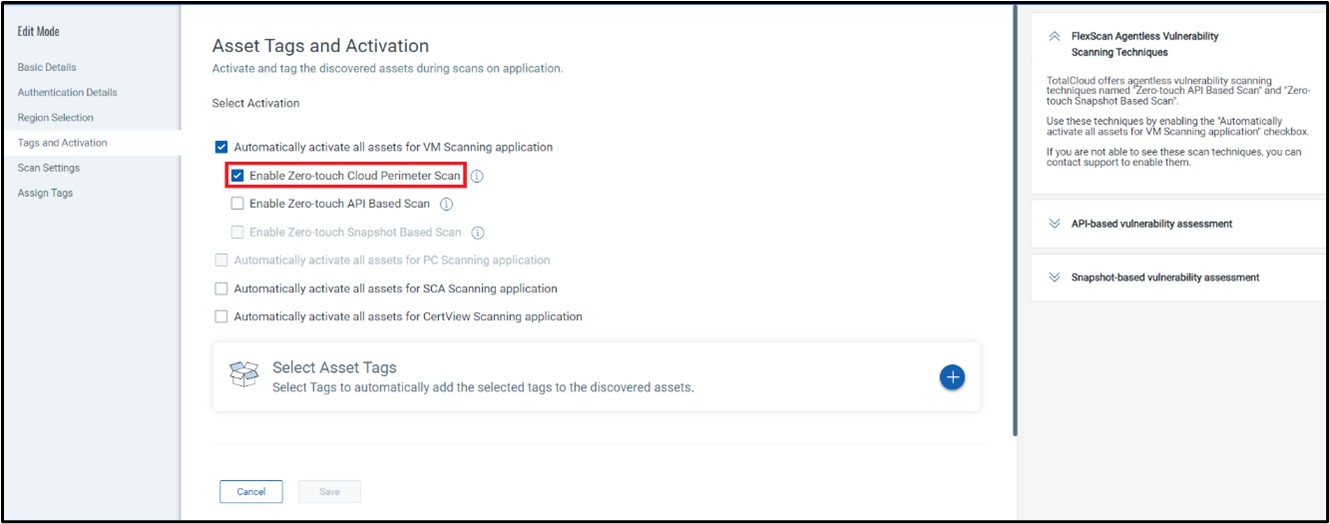 Edit Mode
Basic Details
Authentication Details
Region Selection
Tags and Activation
Scan Settings
Assign Tags
Asset Tags and Activation
Activate and tag the discovered assets during scans on application.
Select Activation
Automatically activate all assets for VM Scanning application
Enable Zero-touch Cloud Perimeter Scan
Enable Zero-touch API Based Scan
Enable Zero-touch Snapshot Based Scan
Automatically activate all assets for PC Scanning application
Automatically activate all assets for SCA Scanning application
Automatically activate all assets for CertView Scanning application
Select Asset Tags
Select Tags to automatically add the selected tags to the discovered assets.
Cancel
Save
FlexScan Agentless Vulnerability
Scanning Techniques
TotalCloud offers agentless vulnerability scanning
techniques named "Zero-touch API Based Scan" and "Zero-
touch Snapshot Based Scan".
Use these techniques by enabling the "Automatically
activate all assets for VM Scanning application" checkbox.
If you are not able to see these scan techniques, you can
contact support to enable them.
API-based vulnerability assessment
Snapshot-based vulnerability assessment